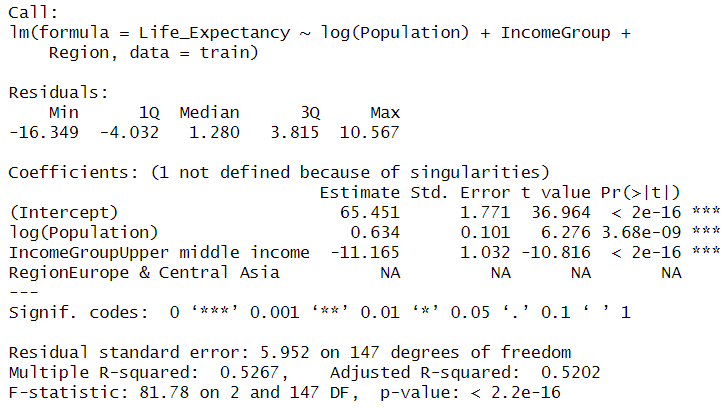 Call:
lm(formula = Life_Expectancy ~ log(Population) + IncomeGroup +
    Region, data = train)

Residuals:
    Min      1Q  Median      3Q     Max
-16.349  -4.032   1.280   3.815  10.567

Coefficients: (1 not defined because of singularities)
                               Estimate Std. Error t value Pr(>|t|)
(Intercept)                      65.451      1.771  36.964  < 2e-16 ***
log(Population)                   0.634      0.101   6.276 3.68e-09 ***
IncomeGroupUpper middle income  -11.165      1.032 -10.816  < 2e-16 ***
RegionEurope & Central Asia          NA         NA      NA       NA
---
Signif. codes:  0 ‘***’ 0.001 ‘**’ 0.01 ‘*’ 0.05 ‘.’ 0.1 ‘ ’ 1

Residual standard error: 5.952 on 147 degrees of freedom
Multiple R-squared:  0.5267,    Adjusted R-squared:  0.5202
F-statistic: 81.78 on 2 and 147 DF,  p-value: < 2.2e-16